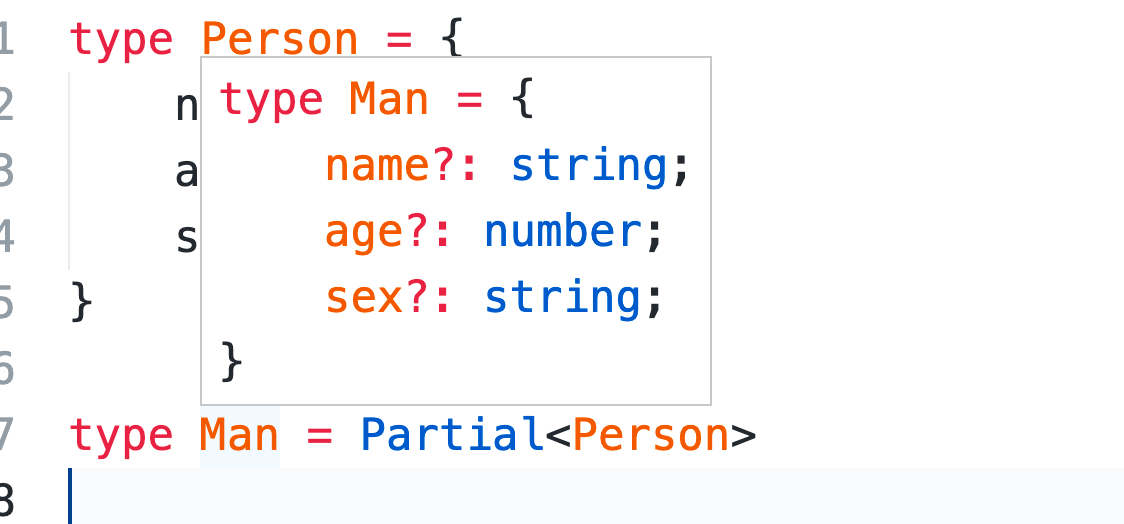 1 type Person = {
2 n
3 a
4 s
5 }
6
type Man = {
name?: string;
age?: number;
sex?: string;
}
7 type Man = Partial<Person>
8